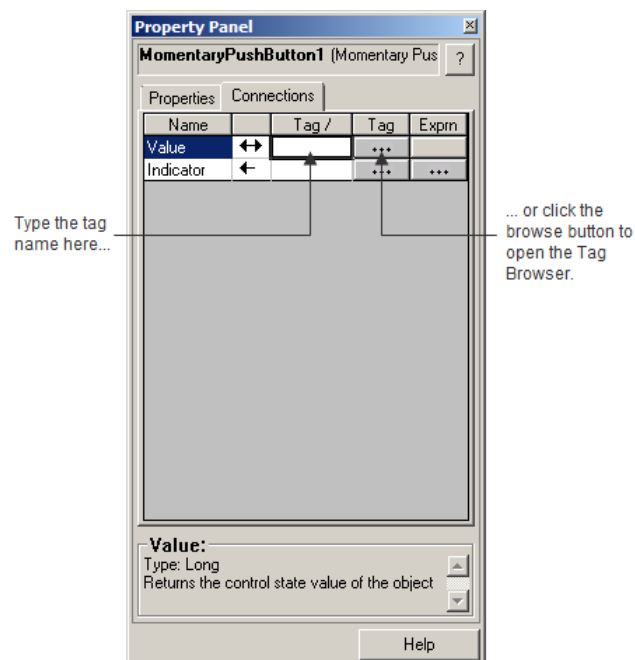 Property Panel
MomentaryPushButton1 (Momentary Pus ?
Properties Connections
Name Tag / Tag Exprn
Value ...
Indicator ... ...
Type the tag
name here...
... or click the
browse button to
open the Tag
Browser.
Value:
Type: Long
Returns the control state value of the object
Help